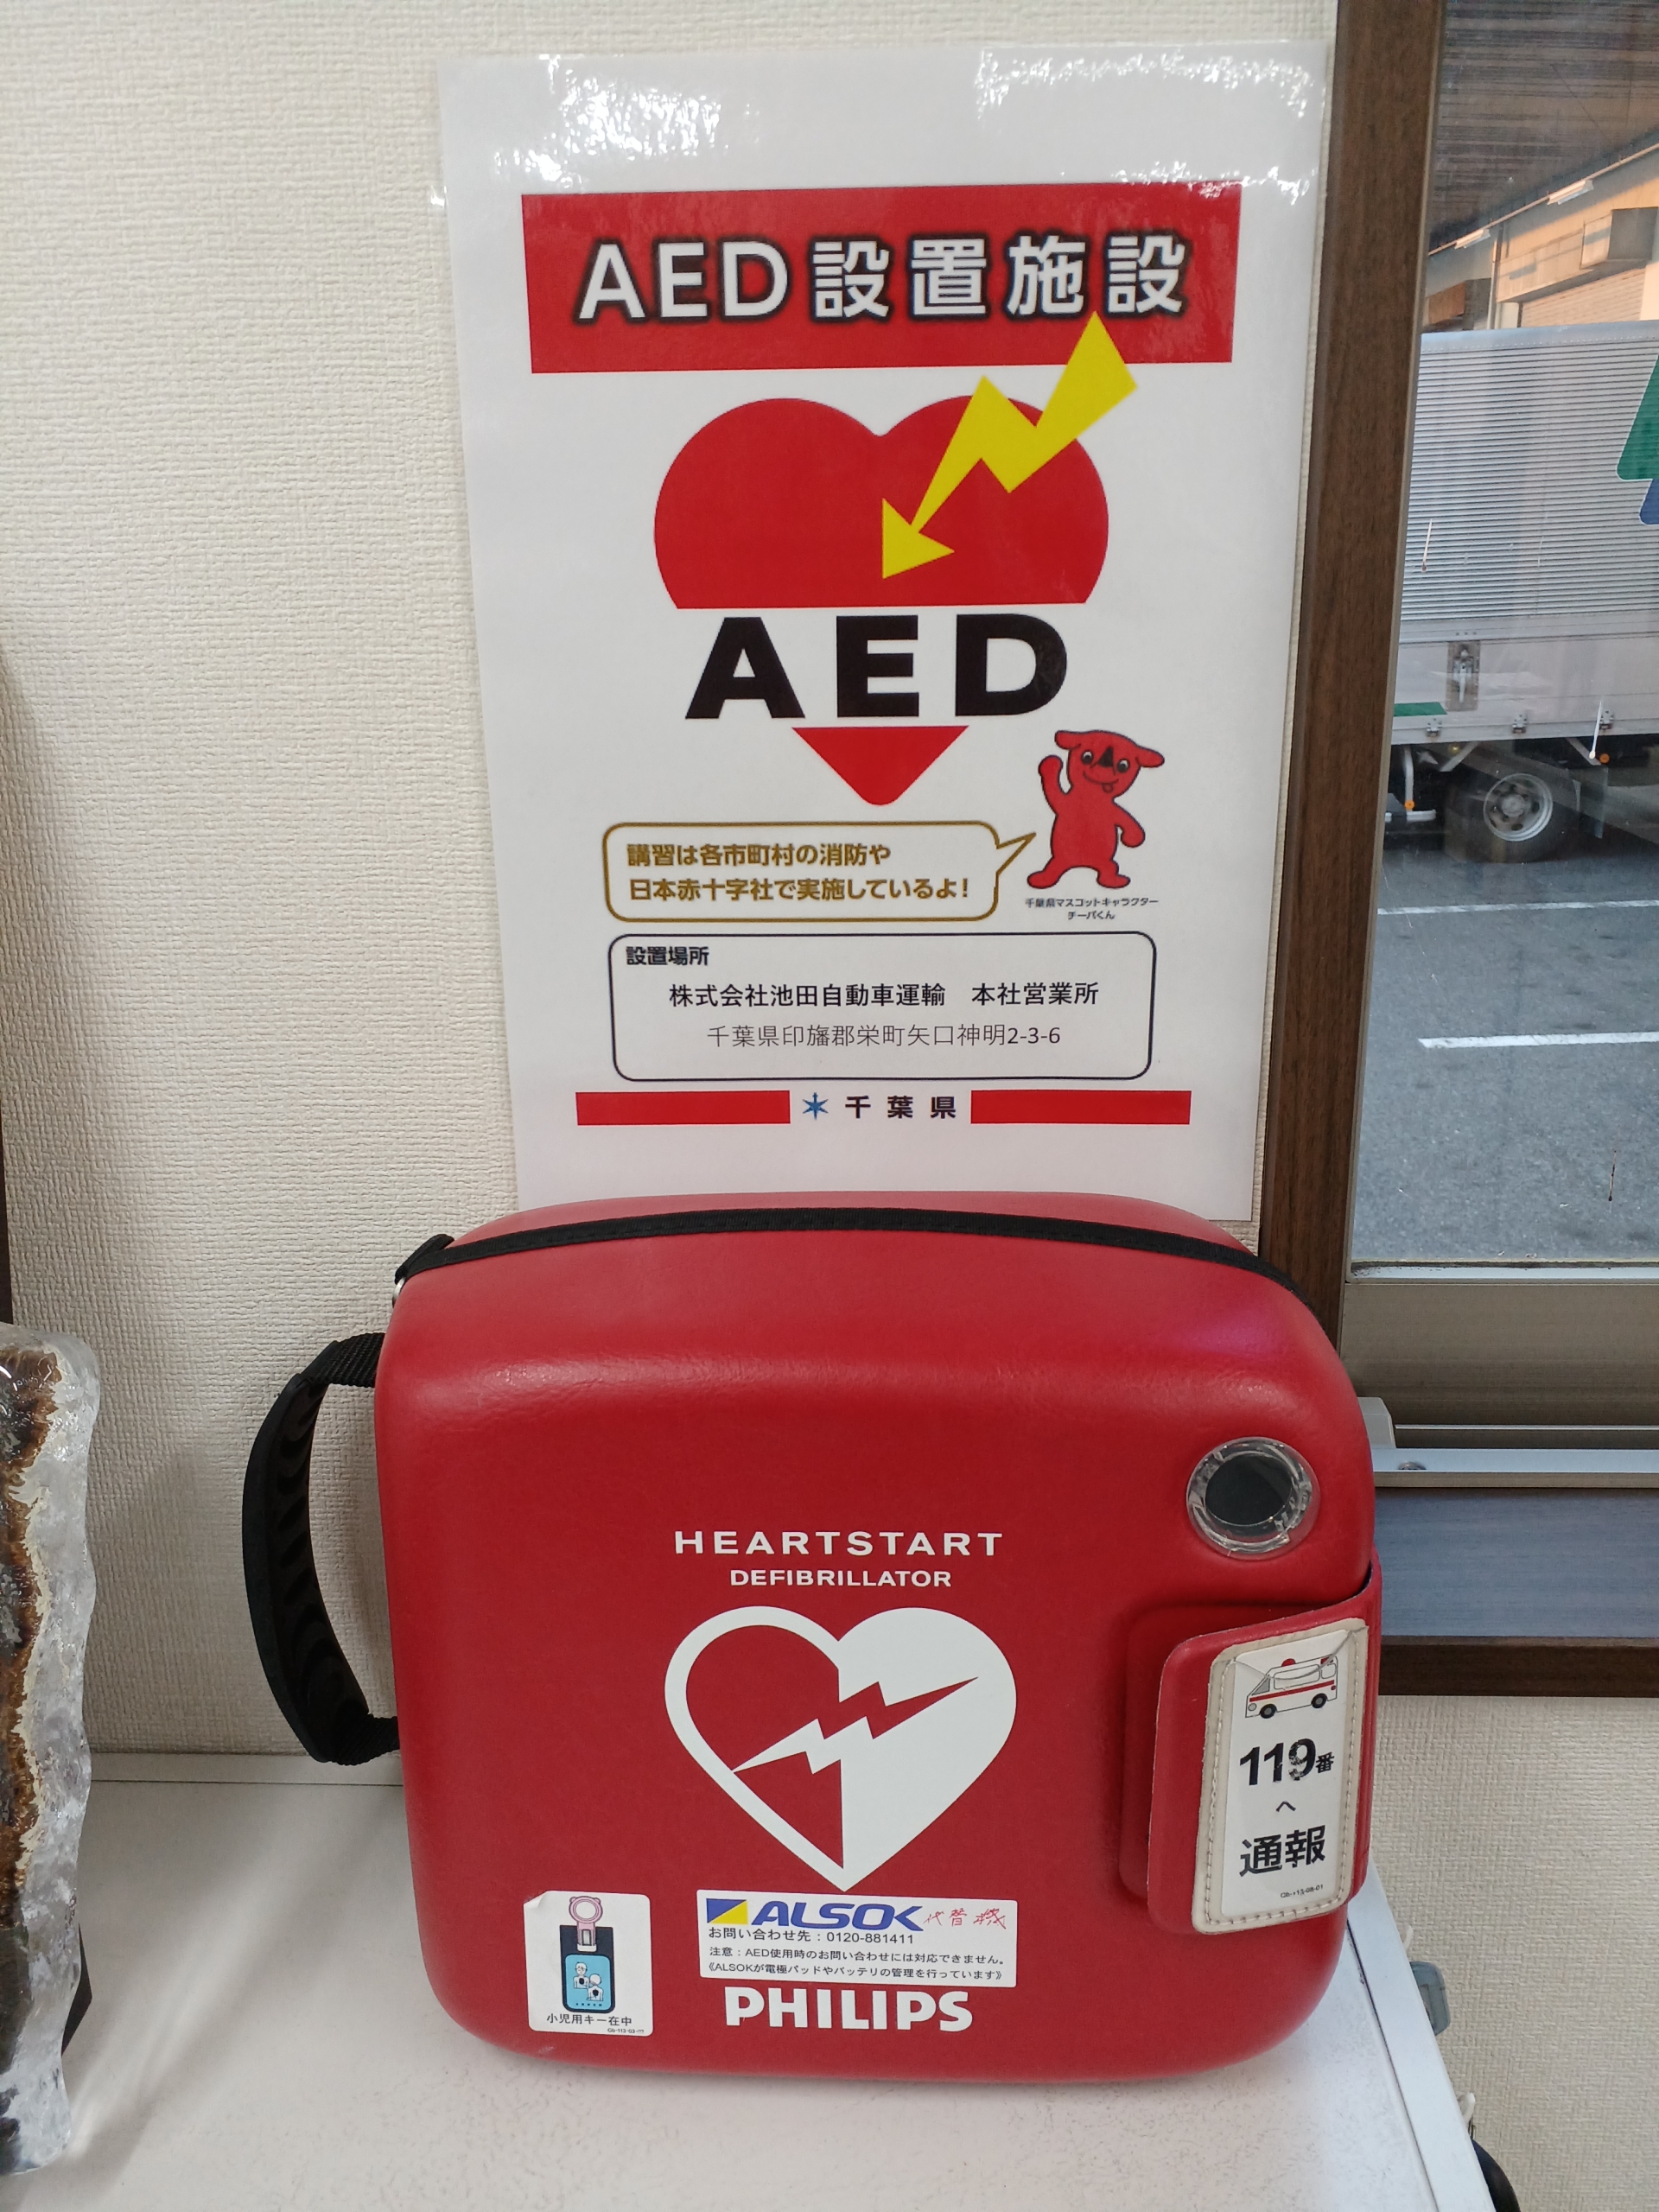 AED設置施設
AED
講習は各市町村の消防や
日本赤十字社で実施しているよ!
千葉県マスコットキャラクター
チーバくん
設置場所
株式会社池田自動車運輸　本社営業所
千葉県印旛郡栄町矢口神明2-3-6
千葉県
HEARTSTART
DEFIBRILLATOR
119番
へ
通報
ALSOK 代替機
お問い合わせ先:0120-881411
注意:AED使用時のお問い合わせには対応できません。
《ALSOKが電極パッドやバッテリの管理を行っています》
PHILIPS
小児用キー在中